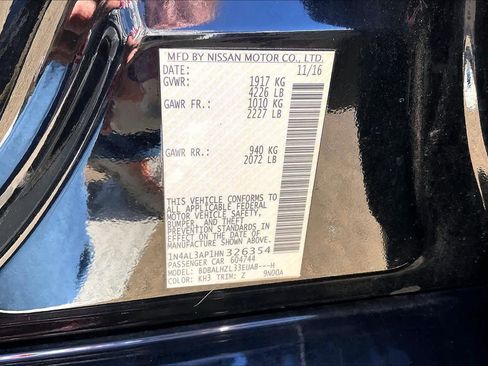 MFD BY NISSAN MOTOR CO., LTD.
DATE: 11/16
GVWR: 1917 KG
4226 LB
GAWR FR.: 1010 KG
2227 LB
GAWR RR.: 940 KG
2072 LB
THIS VEHICLE CONFORMS TO
ALL APPLICABLE FEDERAL
MOTOR VEHICLE SAFETY,
BUMPER, AND THEFT
PREVENTION STANDARDS IN
EFFECT ON THE DATE OF
MANUFACTURE SHOWN ABOVE.
1N4AL3AP1HN326354
PASSENGER CAR 604744
MODEL: BDBALHZL33EUAB---H
COLOR: KH3 TRIM: Z 9N00A